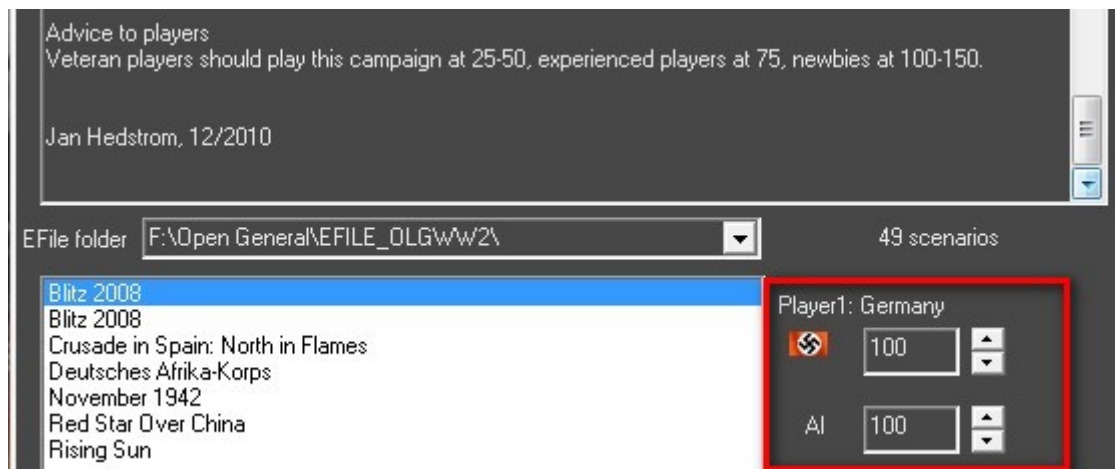 Advice to players
Veteran players should play this campaign at 25-50, experienced players at 75, newbies at 100-150.
Jan Hedstrom, 12/2010
EFile folder F:\Open General\EFILE_OLGWW2\ 49 scenarios
Blitz 2008
Blitz 2008
Crusade in Spain: North in Flames
Deutsches Afrika-Korps
November 1942
Red Star Over China
Rising Sun
Player1: Germany
100
AI 100